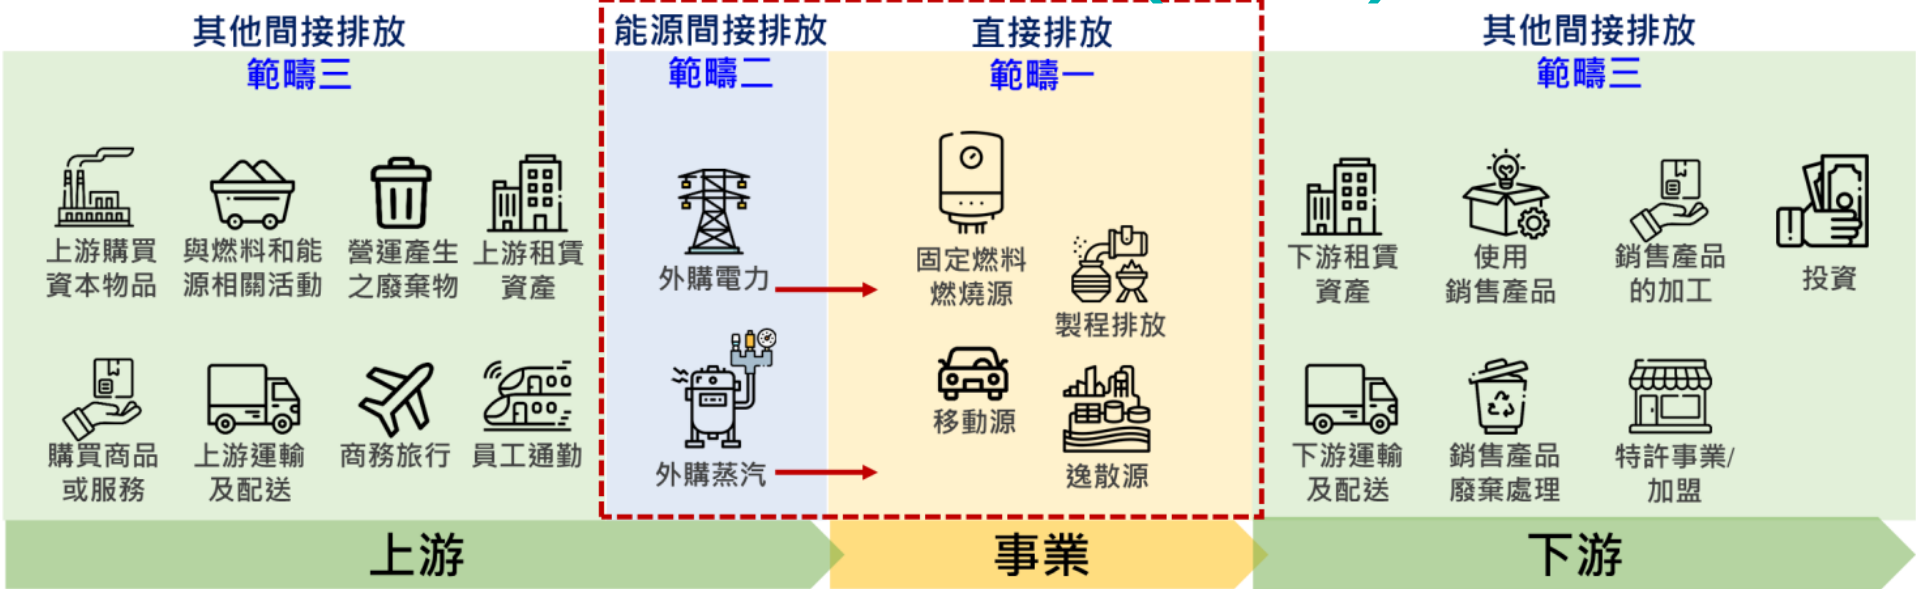 其他間接排放
範疇三
上游購買
資本物品
與燃料和能
源相關活動
營運產生
之廢棄物
上游租賃
資產
購買商品
或服務
上游運輸
及配送
商務旅行
員工通勤
能源間接排放
範疇二
外購電力
外購蒸汽
直接排放
範疇一
固定燃料
燃燒源
製程排放
移動源
逸散源
其他間接排放
範疇三
下游租賃
資產
使用
銷售產品
銷售產品
的加工
投資
下游運輸
及配送
銷售產品
廢棄處理
特許事業/
加盟
上游
事業
下游